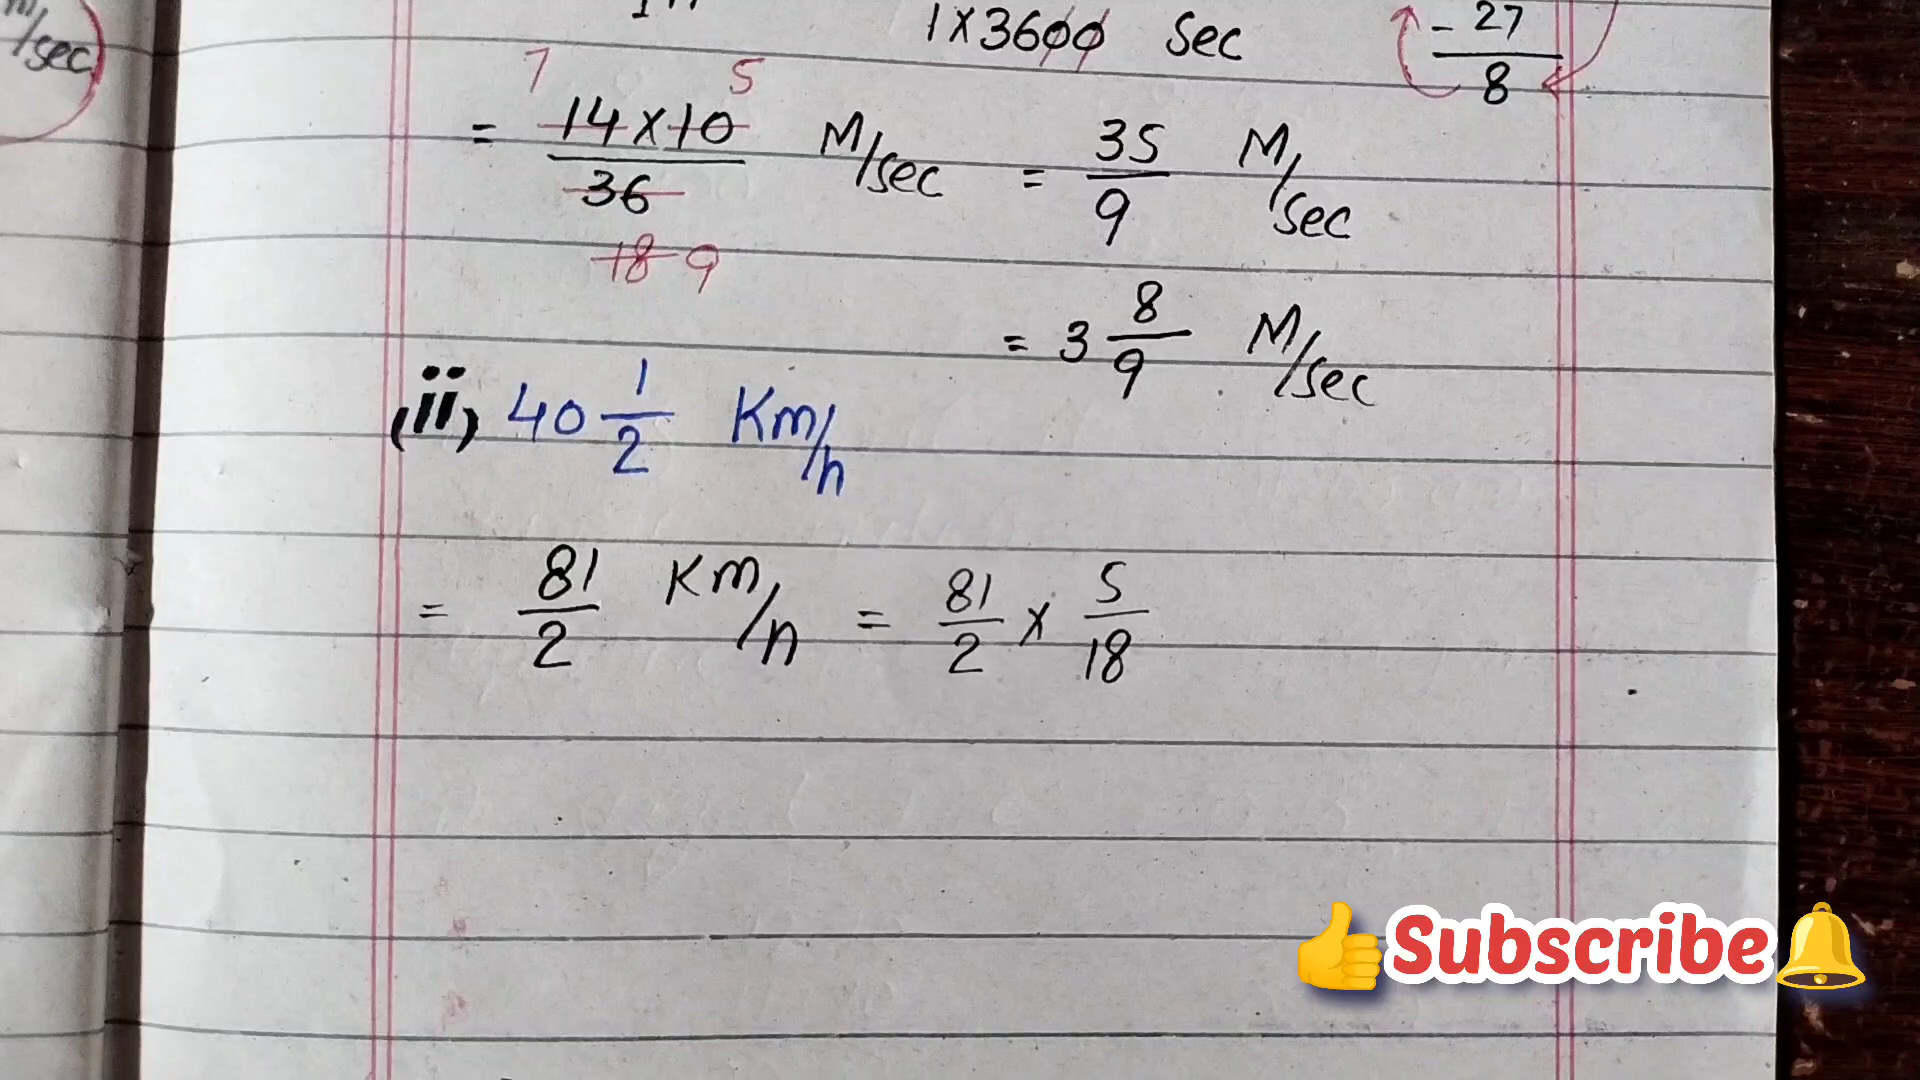 m/sec
1×3600 Sec
- 27
8
7 5
= 14×10/36 M/sec = 35/9 M/sec
18 9
= 3 8/9 M/sec
(ii) 40 1/2 Km/h
= 81/2 Km/h = 81/2 × 5/18
👍Subscribe🔔